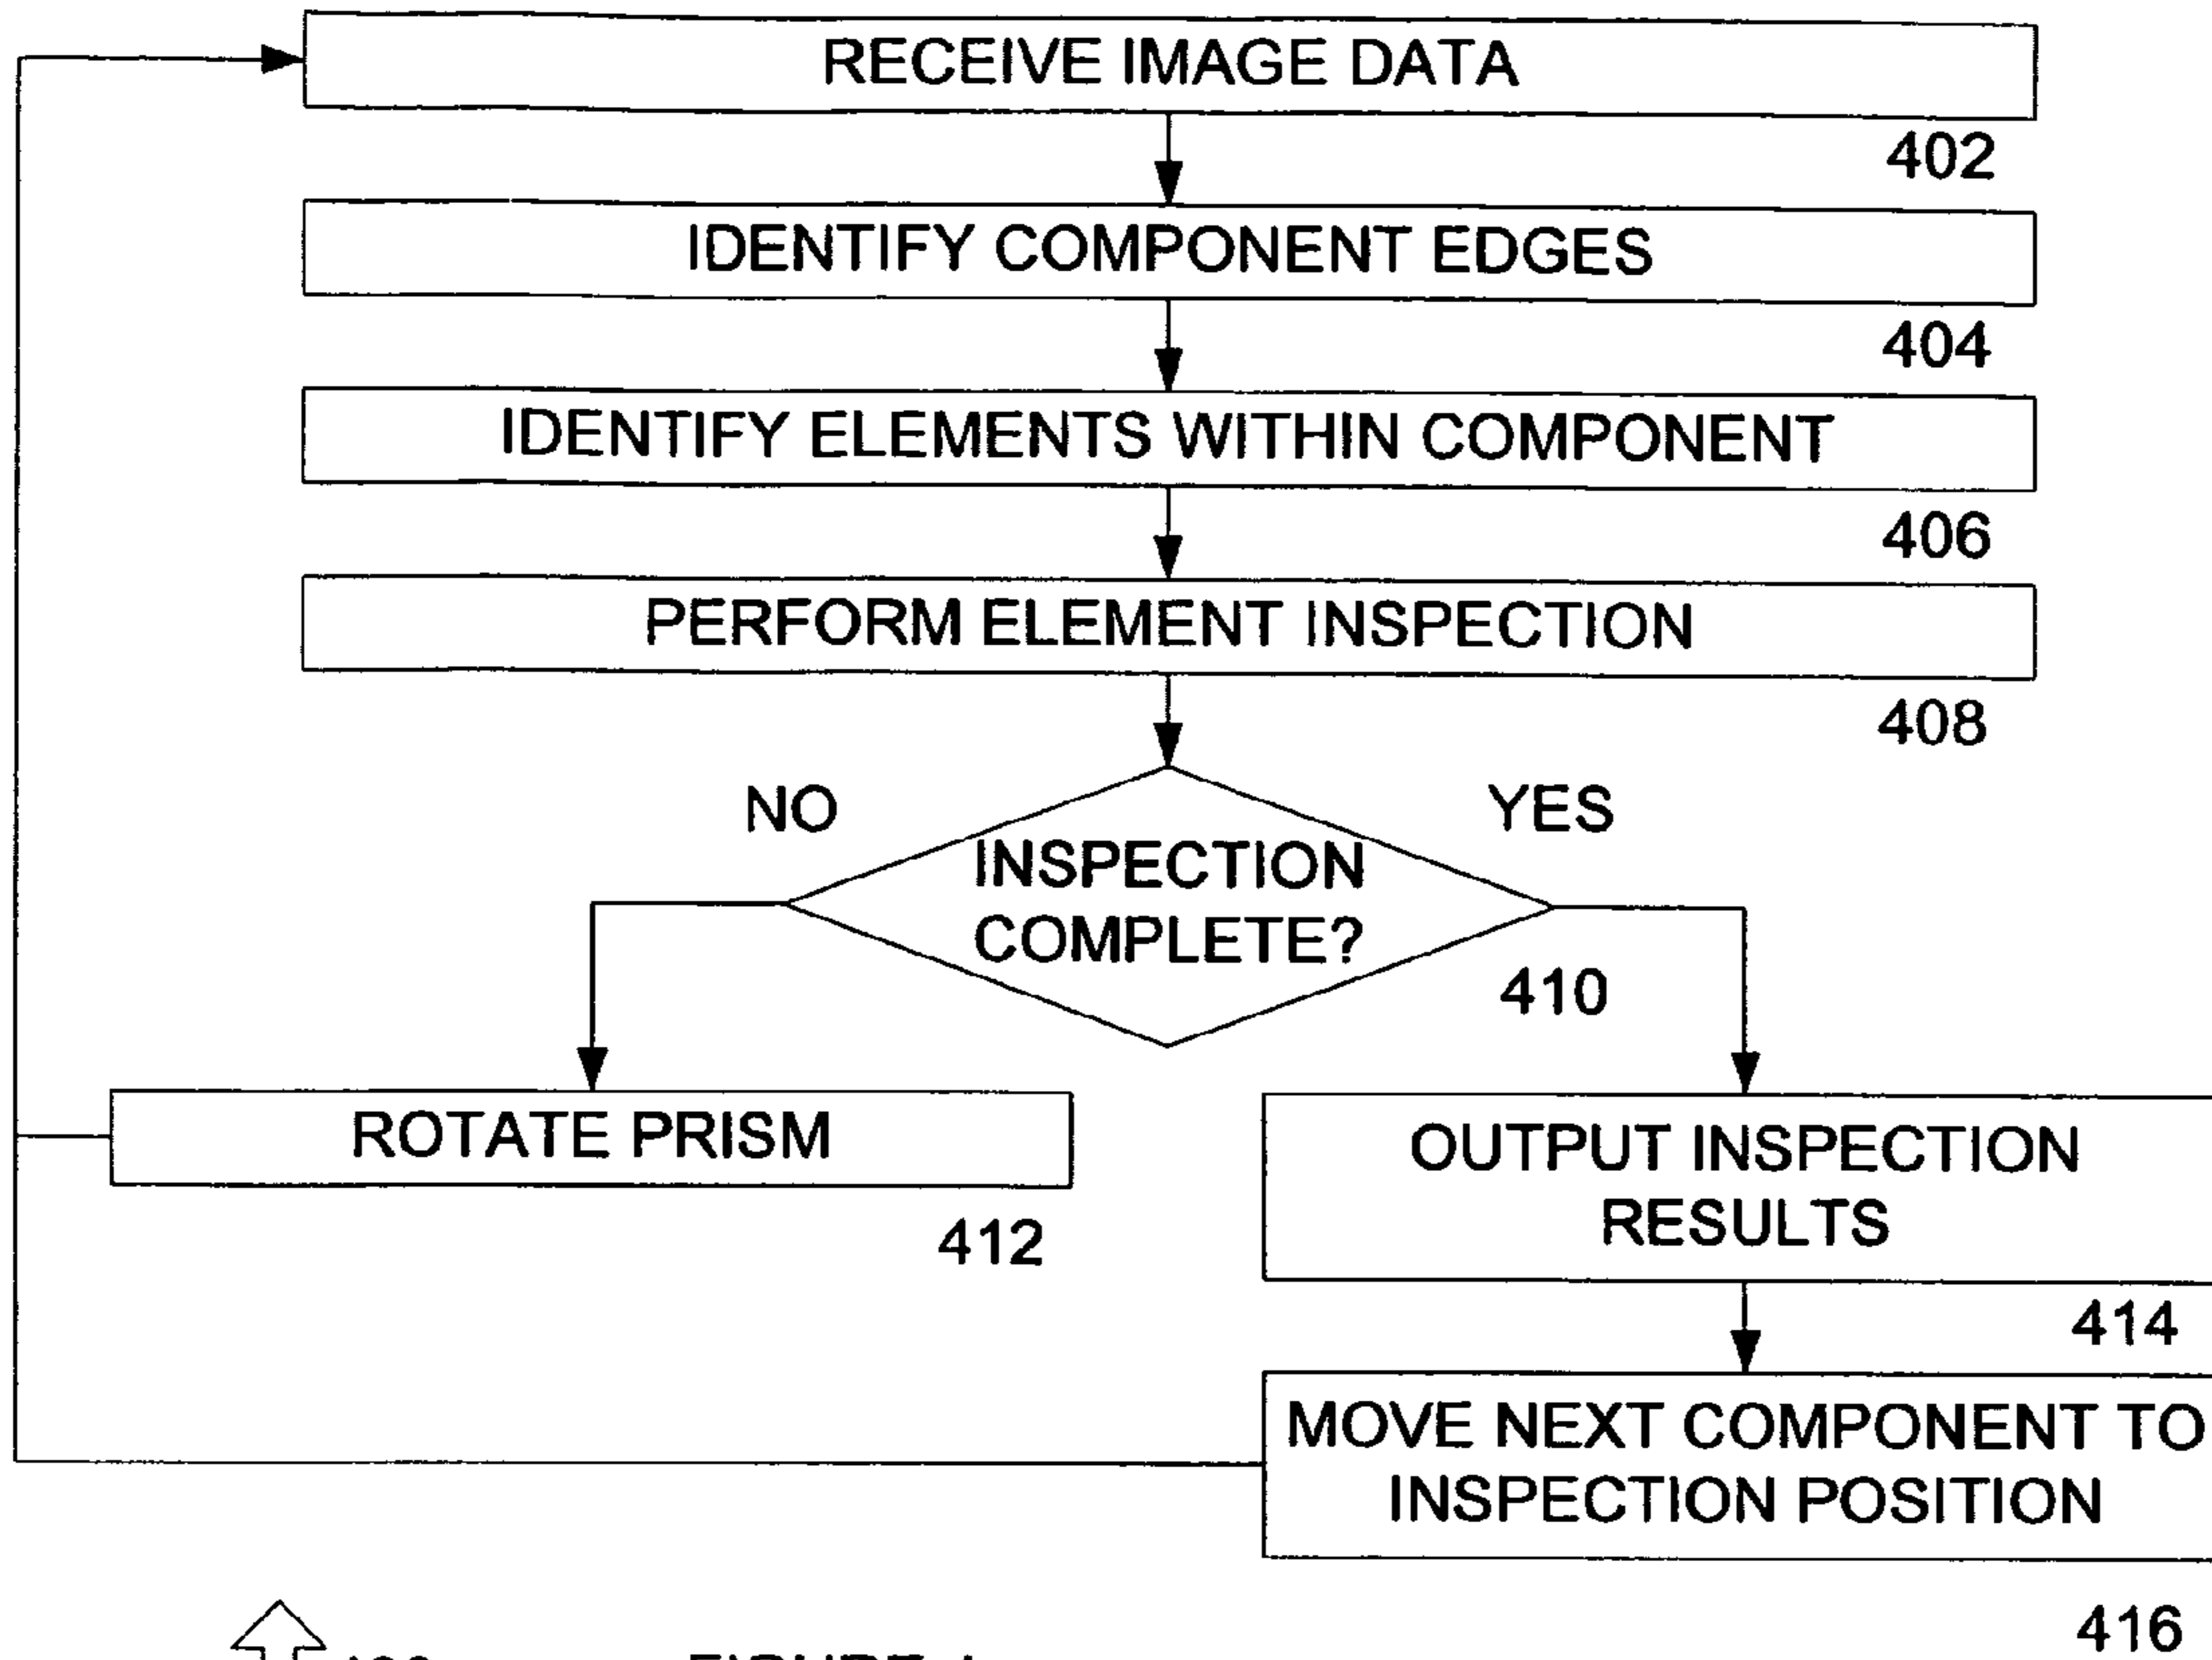 RECEIVE IMAGE DATA
402
IDENTIFY COMPONENT EDGES
404
IDENTIFY ELEMENTS WITHIN COMPONENT
406
PERFORM ELEMENT INSPECTION
408
NO
YES
INSPECTION
COMPLETE?
410
ROTATE PRISM
412
OUTPUT INSPECTION
RESULTS
414
MOVE NEXT COMPONENT TO
INSPECTION POSITION
416
FIGURE